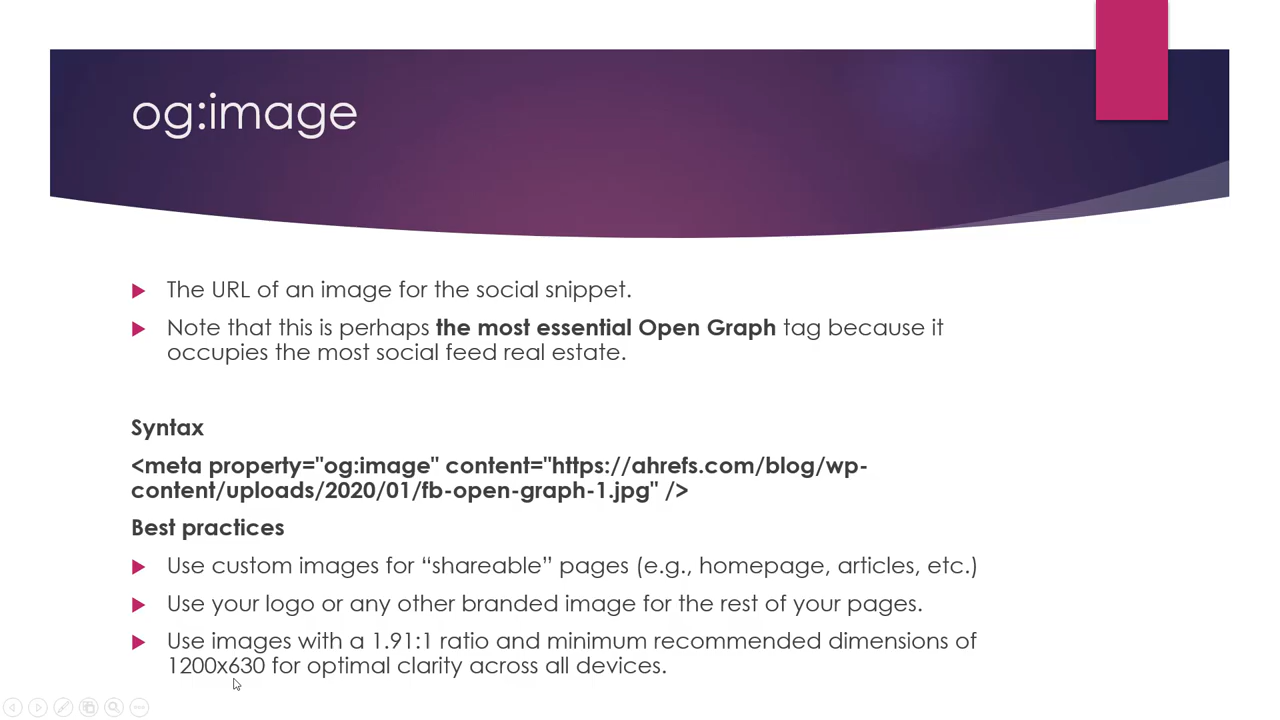 og:image
The URL of an image for the social snippet.
Note that this is perhaps the most essential Open Graph tag because it
occupies the most social feed real estate.
Syntax
<meta property="og:image" content="https://ahrefs.com/blog/wp-
content/uploads/2020/01/fb-open-graph-1.jpg" />
Best practices
Use custom images for “shareable” pages (e.g., homepage, articles, etc.)
Use your logo or any other branded image for the rest of your pages.
Use images with a 1.91:1 ratio and minimum recommended dimensions of
1200x630 for optimal clarity across all devices.